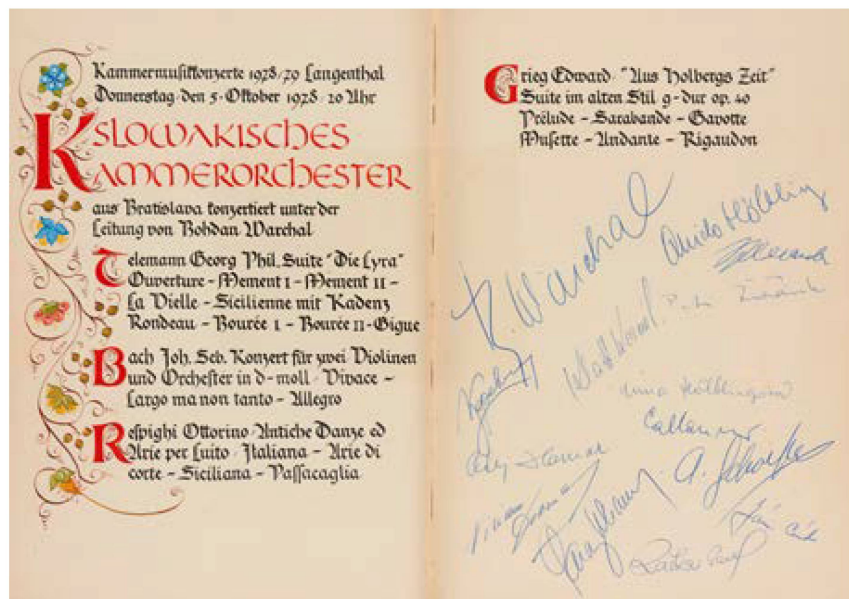 Kammermusikkonzerte 1978/79 Langenthal
Donnerstag · den 5 · Oktober 1978 · 20 Uhr
SLOWAKISCHES
KAMMERORCHESTER
aus Bratislava konzertiert unter der
Leitung von Bohdan Warchal
Telemann Georg Phil. Suite "Die Lyra"
Ouverture - Mement I - Mement II -
La Vielle - Sicilienne mit Kadenz
Rondeau - Bourée I - Bourée II - Gigue
Bach Joh. Seb. Konzert für zwei Violinen
und Orchester in d-moll · Vivace -
Largo ma non tanto - Allegro
Respighi Ottorino · Antiche Danze ed
Arie per Luito · Italiana - Arie di
corte - Siciliana - Passacaglia
Grieg Edward · "Aus Holbergs Zeit"
Suite im alten Stil g-dur op. 40
Prélude - Sarabande - Gavotte
Musette - Andante - Rigaudon
B. Warchal
Quido Hölbling
Hölblingová